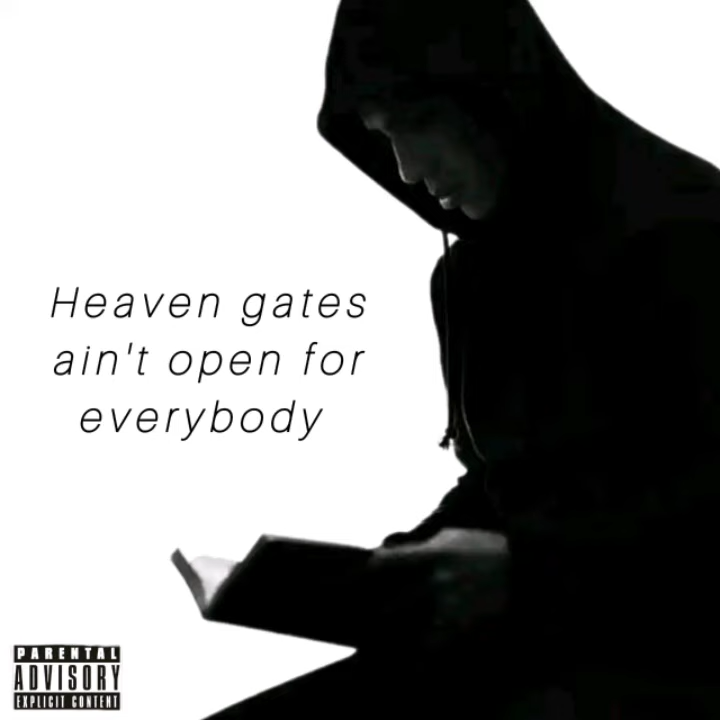 Heaven gates
ain't open for
everybody
PARENTAL
ADVISORY
EXPLICIT CONTENT